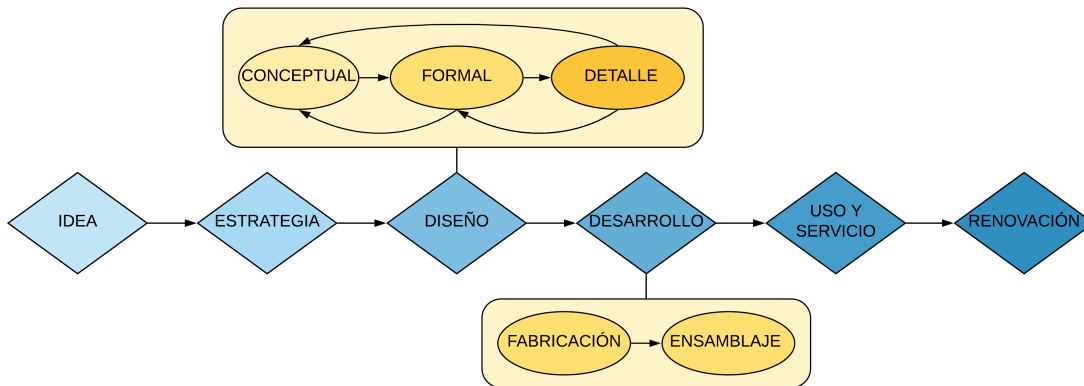 CONCEPTUAL
FORMAL
DETALLE
IDEA
ESTRATEGIA
DISEÑO
DESARROLLO
USO Y
SERVICIO
RENOVACIÓN
FABRICACIÓN
ENSAMBLAJE